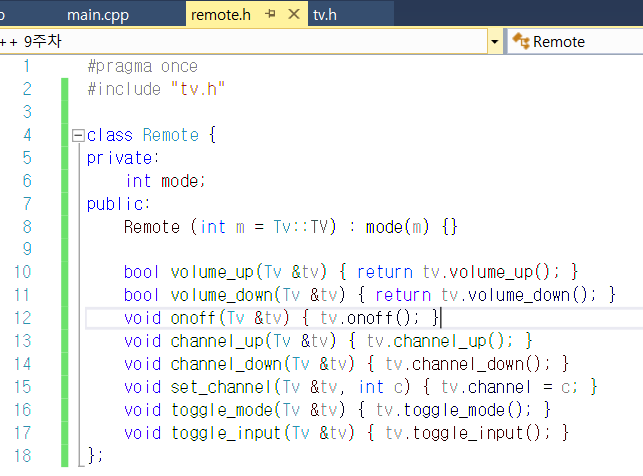 main.cpp remote.h tv.h
++ 9주차 Remote
1 #pragma once
2 #include "tv.h"
3
4 class Remote {
5 private:
6 int mode;
7 public:
8 Remote (int m = Tv::TV) : mode(m) {}
9
10 bool volume_up(Tv &tv) { return tv.volume_up(); }
11 bool volume_down(Tv &tv) { return tv.volume_down(); }
12 void onoff(Tv &tv) { tv.onoff(); }
13 void channel_up(Tv &tv) { tv.channel_up(); }
14 void channel_down(Tv &tv) { tv.channel_down(); }
15 void set_channel(Tv &tv, int c) { tv.channel = c; }
16 void toggle_mode(Tv &tv) { tv.toggle_mode(); }
17 void toggle_input(Tv &tv) { tv.toggle_input(); }
18 };